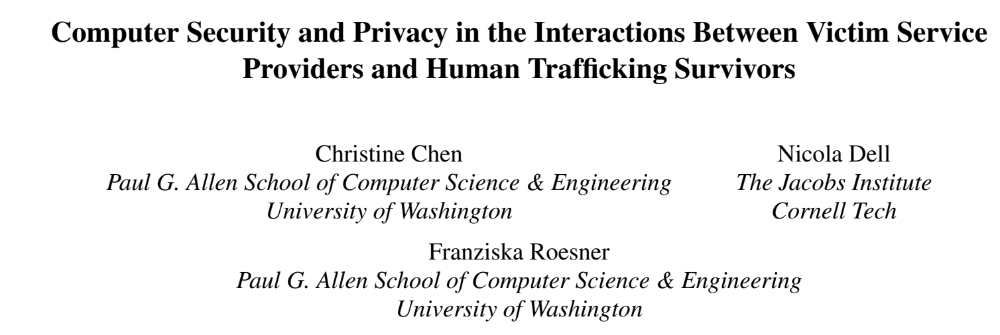 Computer Security and Privacy in the Interactions Between Victim Service
Providers and Human Trafficking Survivors
Christine Chen
Paul G. Allen School of Computer Science & Engineering
University of Washington
Nicola Dell
The Jacobs Institute
Cornell Tech
Franziska Roesner
Paul G. Allen School of Computer Science & Engineering
University of Washington